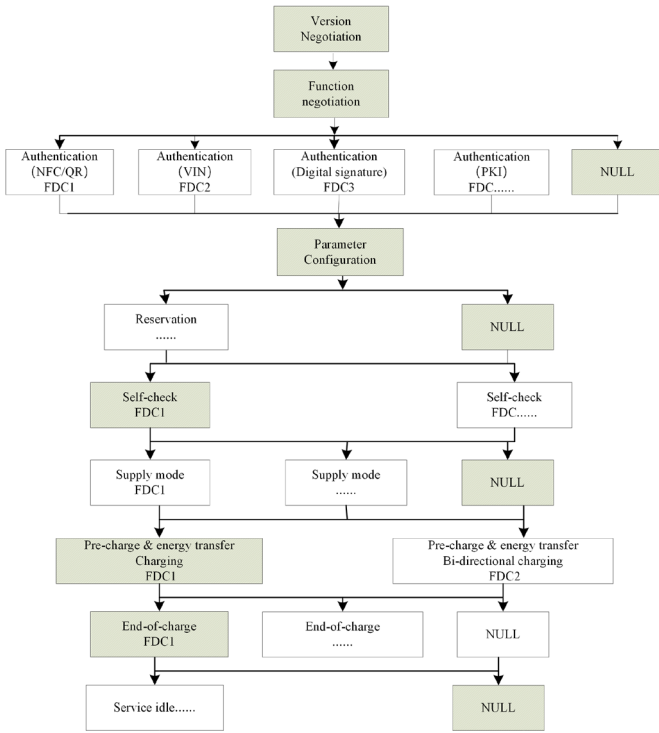 Version
Negotiation
Function
negotiation
Authentication
(NFC/QR)
FDC1
Authentication
(VIN)
FDC2
Authentication
(Digital signature)
FDC3
Authentication
(PKI)
FDC......
NULL
Parameter
Configuration
Reservation
......
NULL
Self-check
FDC1
Self-check
FDC......
Supply mode
FDC1
Supply mode
......
NULL
Pre-charge & energy transfer
Charging
FDC1
Pre-charge & energy transfer
Bi-directional charging
FDC2
End-of-charge
FDC1
End-of-charge
......
NULL
Service idle......
NULL